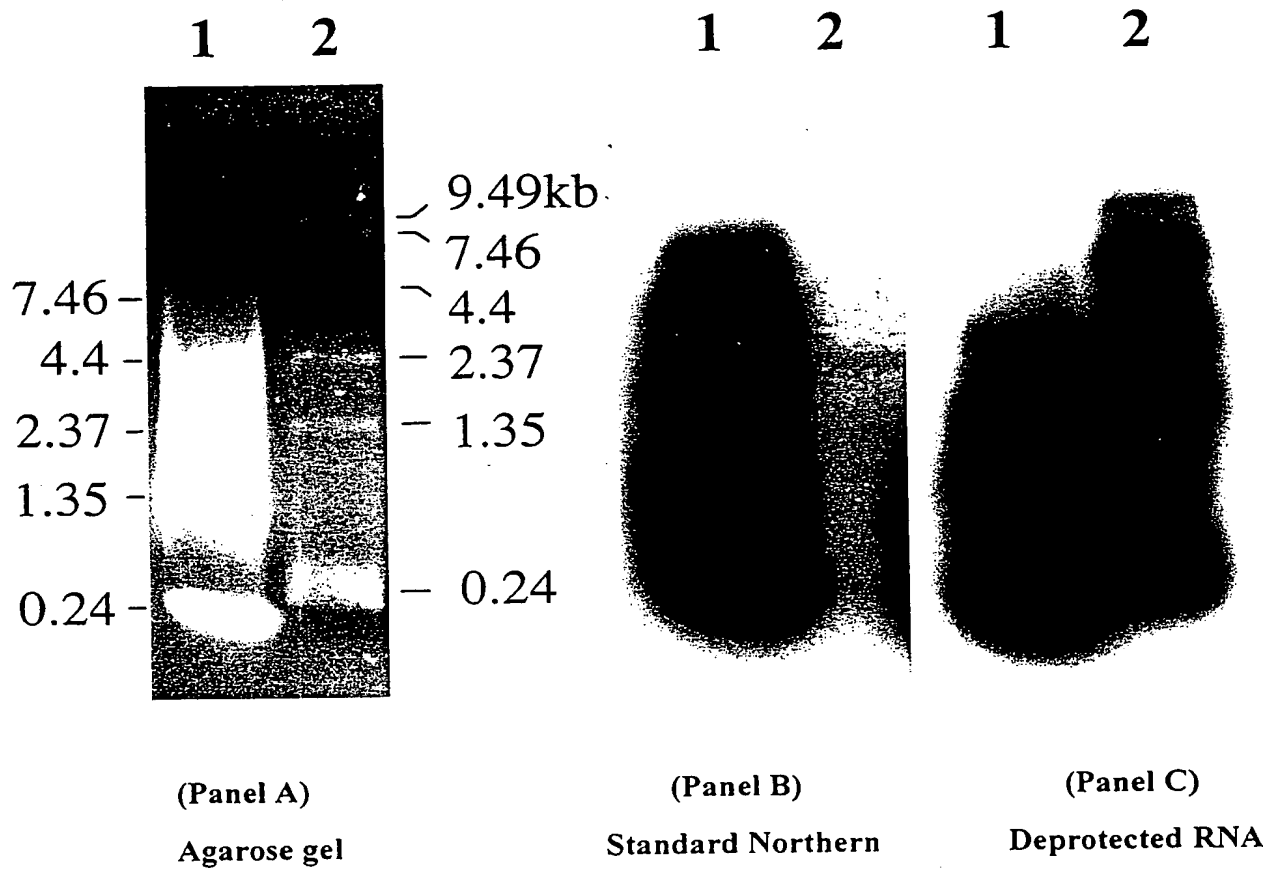 1 2
1 2
1 2
7.46
4.4
2.37
1.35
0.24
9.49kb
7.46
4.4
2.37
1.35
0.24
(Panel A)
Agarose gel
(Panel B)
Standard Northern
(Panel C)
Deprotected RNA